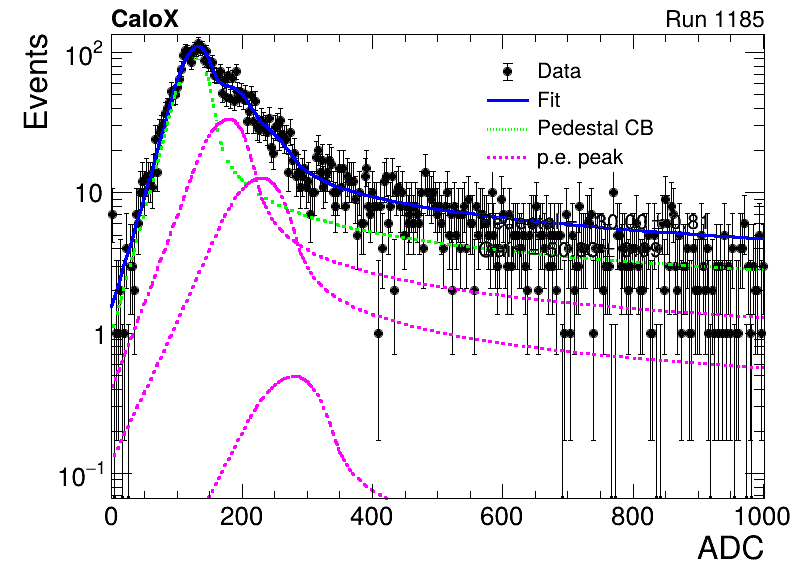 CaloX Run 1185
Events
Data
Fit
Pedestal CB
p.e. peak
10²
10
1
10⁻¹
0 200 400 600 800 1000
ADC